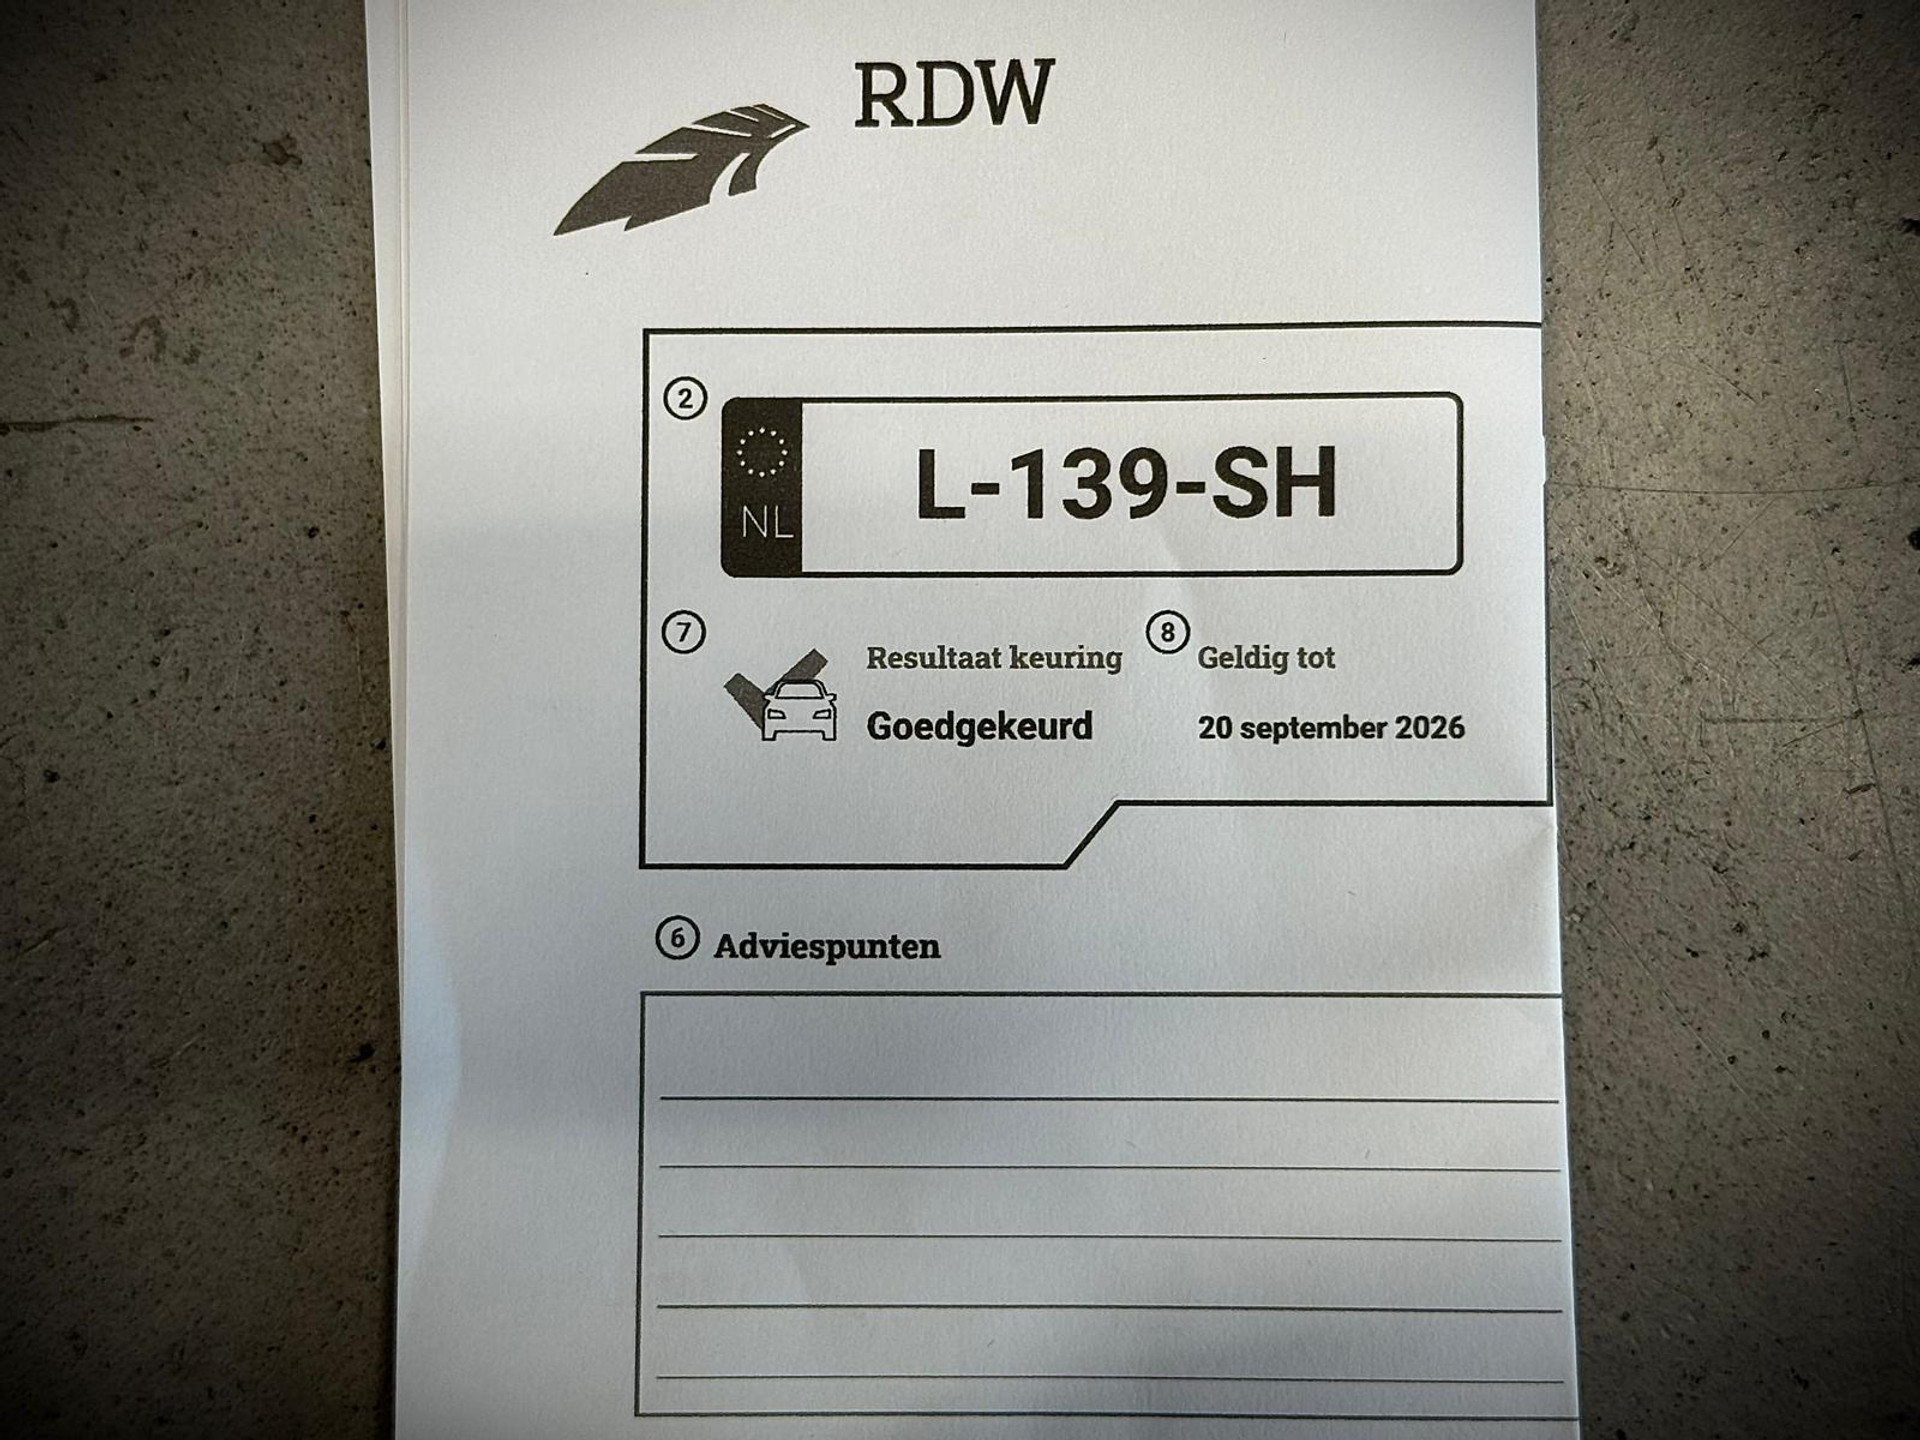 RDW
2
NL
L-139-SH
7
Resultaat keuring
8
Geldig tot
Goedgekeurd
20 september 2026
6 Adviespunten